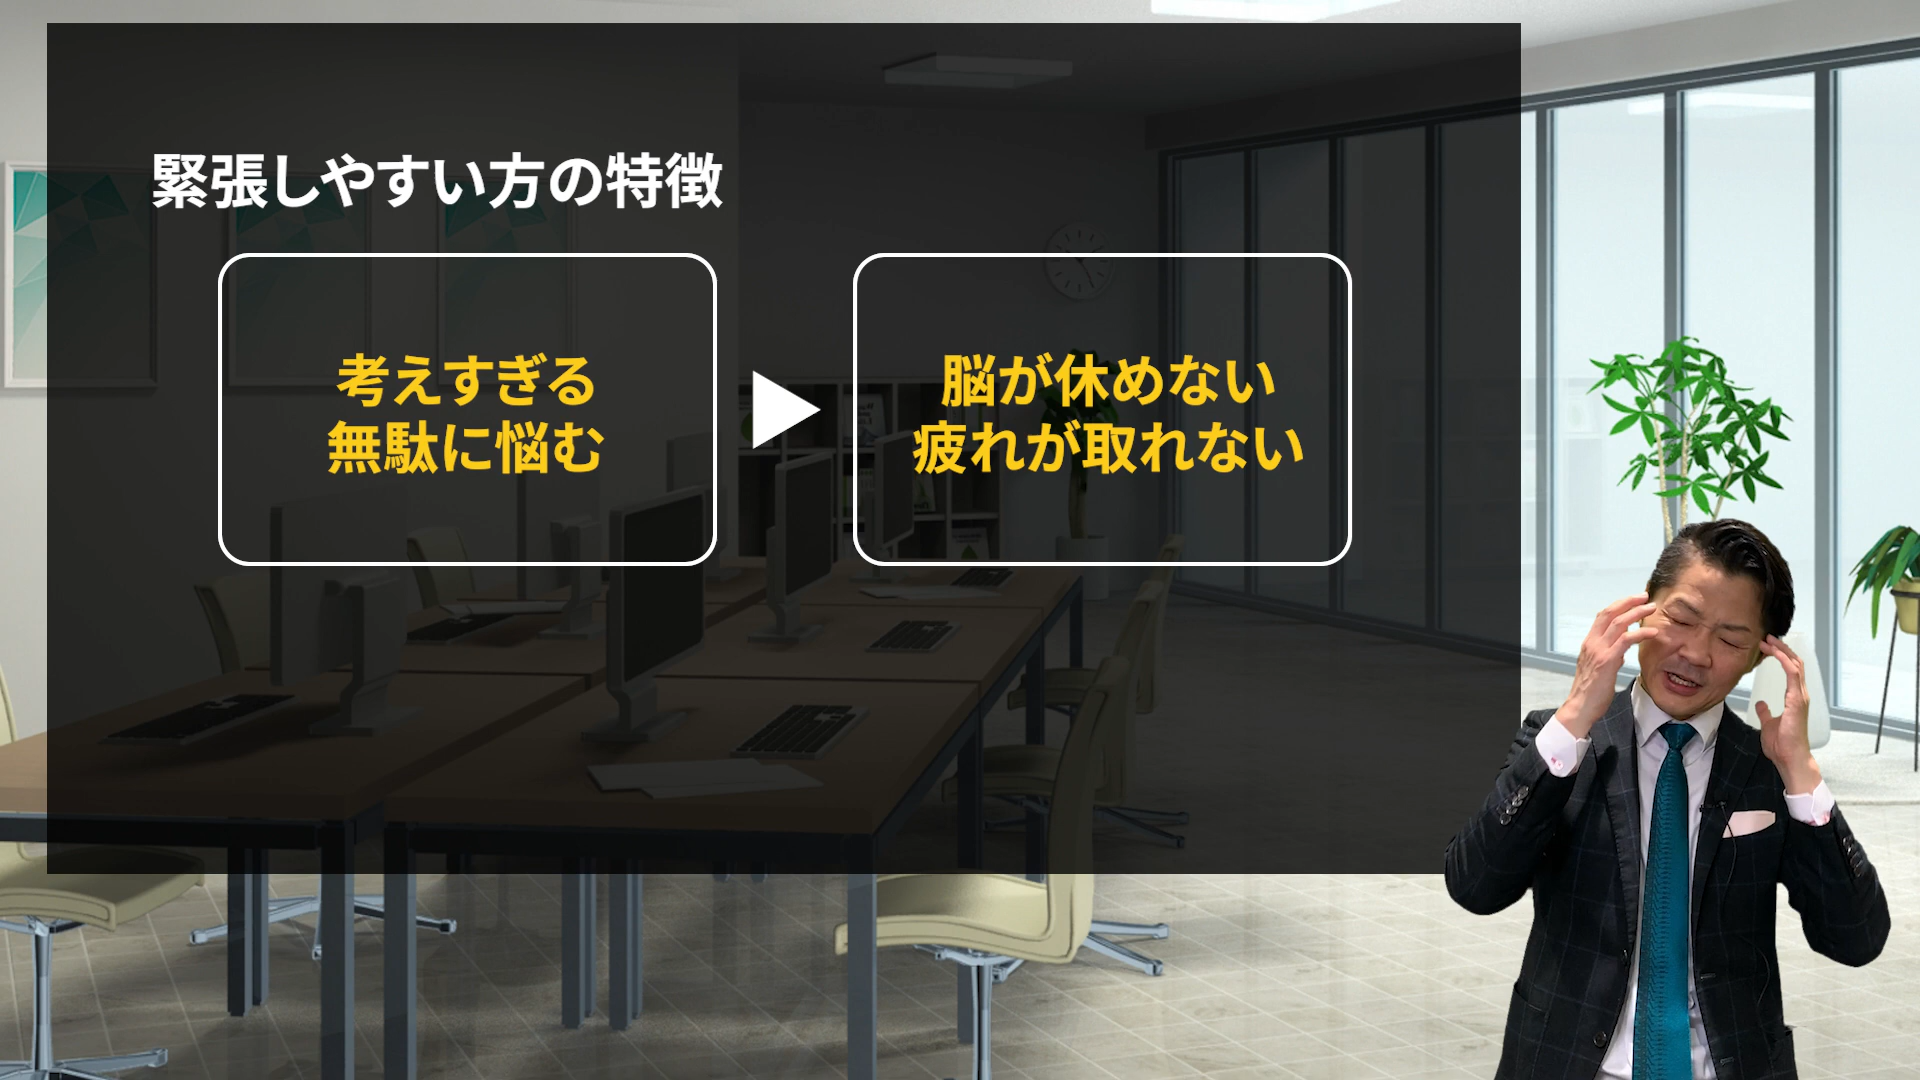 緊張しやすい方の特徴
考えすぎる
無駄に悩む
脳が休めない
疲れが取れない